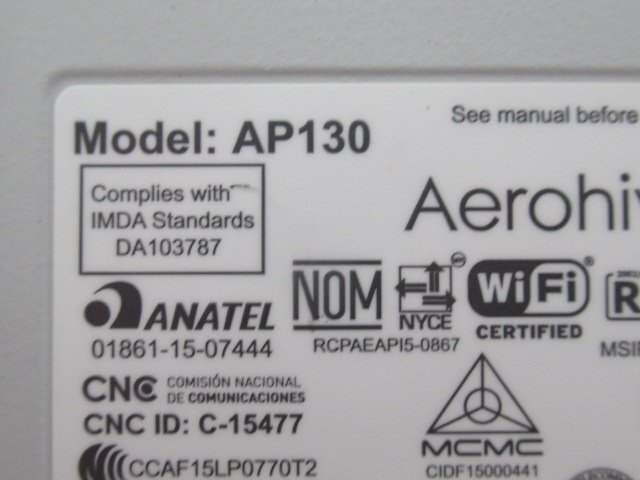 See manual before
Model: AP130
Complies with
IMDA Standards
DA103787
Aerohiv
NOM
NYCE
WiFi
CERTIFIED
R
ANATEL
01861-15-07444
RCPAEAPI5-0867
MSIP
CNC COMISIÓN NACIONAL
DE COMUNICACIONES
CNC ID: C-15477
MCMC
CCAF15LP0770T2
CIDF15000441